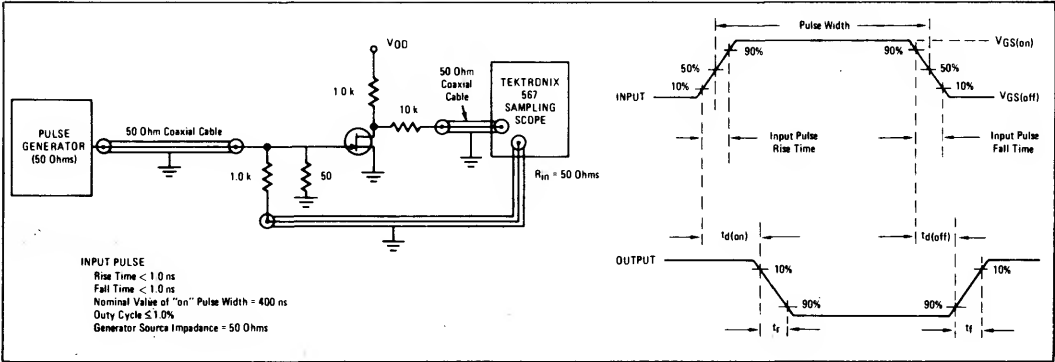 VDD
1.0 k
10 k
50 Ohm
Coaxial
Cable
TEKTRONIX
567
SAMPLING
SCOPE
PULSE
GENERATOR
(50 Ohms)
50 Ohm Coaxial Cable
1.0 k
50
Rin = 50 Ohms
INPUT PULSE
Rise Time < 1.0 ns
Fall Time < 1.0 ns
Nominal Value of "on" Pulse Width = 400 ns
Duty Cycle ≤ 1.0%
Generator Source Impedance = 50 Ohms
Pulse Width
VGS(on)
90%
90%
50%
50%
10%
10%
INPUT
VGS(off)
Input Pulse
Rise Time
Input Pulse
Fall Time
td(on)
td(off)
OUTPUT
10%
10%
90%
90%
tr
tf